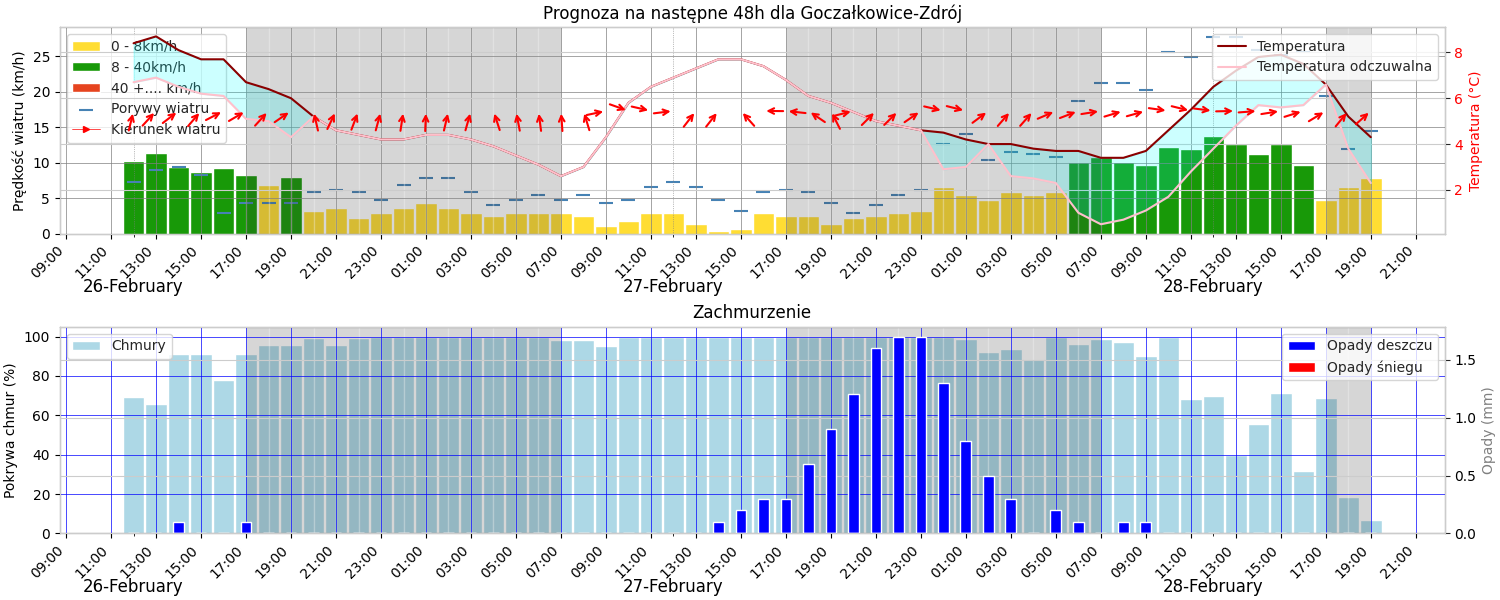 Prognoza na następne 48h dla Goczałkowice-Zdrój
Prędkość wiatru (km/h)
25
20
15
10
5
0
0 - 8km/h
8 - 40km/h
40 +.... km/h
Porywy wiatru
Kierunek wiatru
Temperatura
Temperatura odczuwalna
8
6
4
2
Temperatura (°C)
09:00 11:00 13:00 15:00 17:00 19:00 21:00 23:00 01:00 03:00 05:00 07:00 09:00 11:00 13:00 15:00 17:00 19:00 21:00 23:00 01:00 03:00 05:00 07:00 09:00 11:00 13:00 15:00 17:00 19:00 21:00
26-February 27-February 28-February
Zachmurzenie
Pokrywa chmur (%)
100
80
60
40
20
0
Chmury
Opady deszczu
Opady śniegu
1.5
1.0
0.5
0.0
Opady (mm)
09:00 11:00 13:00 15:00 17:00 19:00 21:00 23:00 01:00 03:00 05:00 07:00 09:00 11:00 13:00 15:00 17:00 19:00 21:00 23:00 01:00 03:00 05:00 07:00 09:00 11:00 13:00 15:00 17:00 19:00 21:00
26-February 27-February 28-February